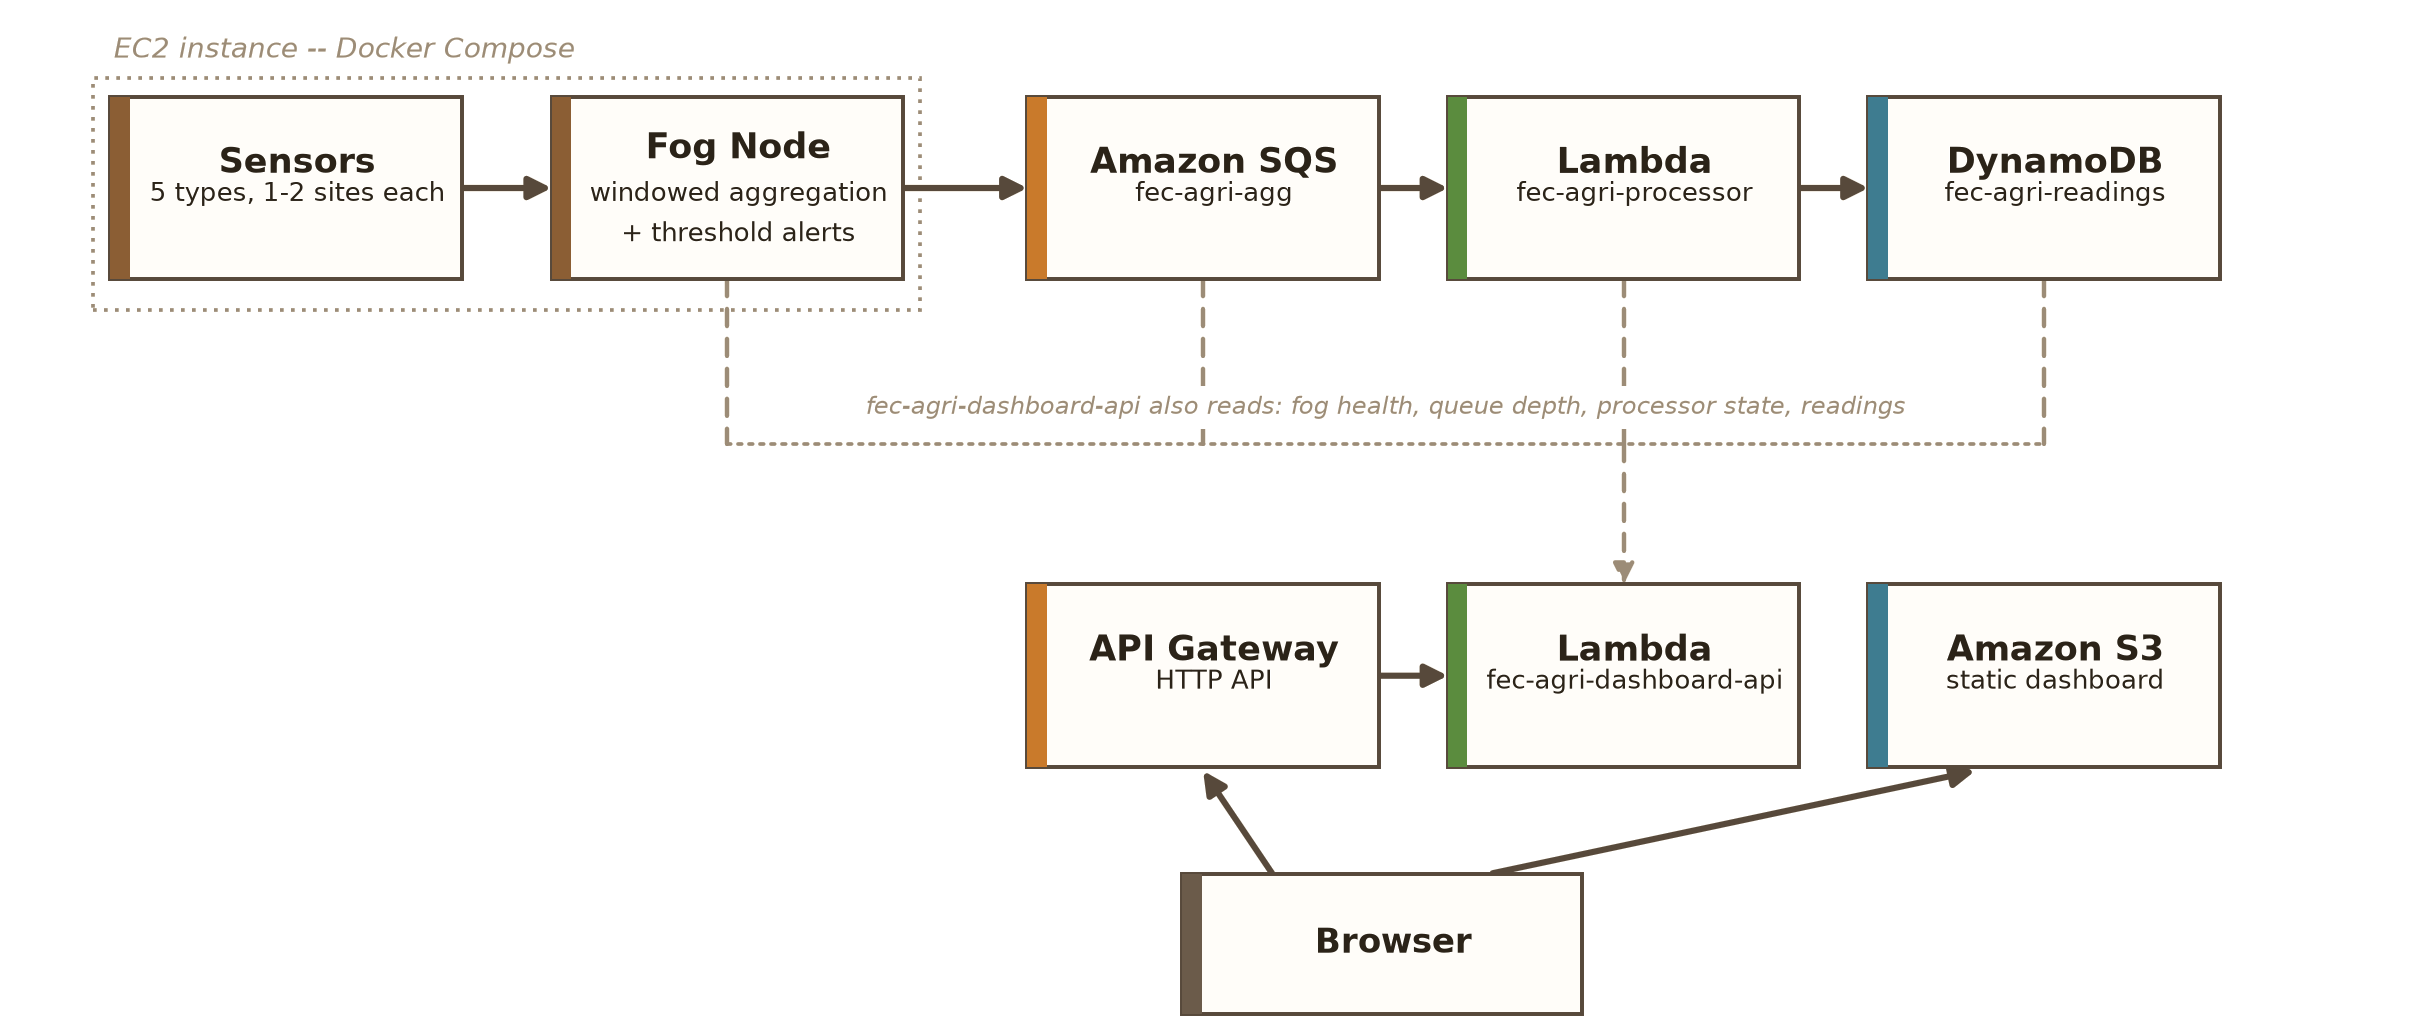 EC2 instance -- Docker Compose
Sensors
5 types, 1-2 sites each
Fog Node
windowed aggregation
+ threshold alerts
Amazon SQS
fec-agri-agg
Lambda
fec-agri-processor
DynamoDB
fec-agri-readings
fec-agri-dashboard-api also reads: fog health, queue depth, processor state, readings
API Gateway
HTTP API
Lambda
fec-agri-dashboard-api
Amazon S3
static dashboard
Browser